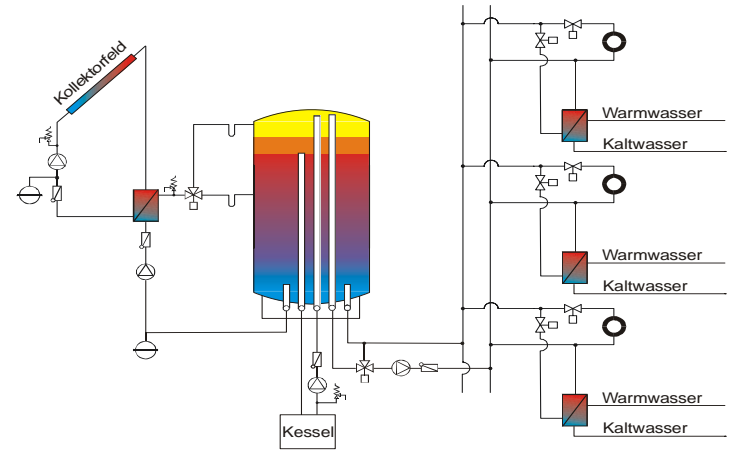 Kollektorfeld
Warmwasser
Kaltwasser
Warmwasser
Kaltwasser
Warmwasser
Kaltwasser
Kessel